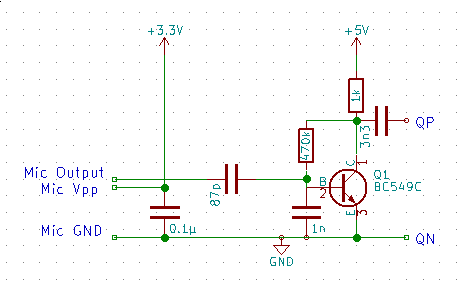 +3.3V
+5V
1k
QP
3n3
470k
Mic Output
Mic Vpp
87p
B
2
C
1
Q1
BC549C
E
3
0.1µ
1n
Mic GND
GND
QN